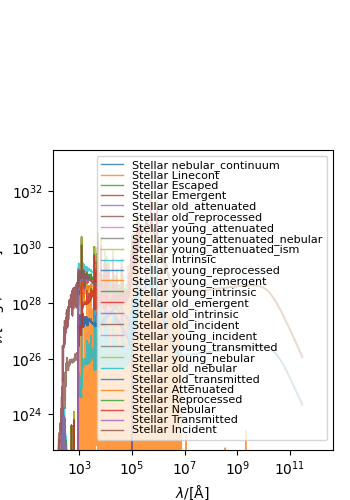 10^32
10^30
10^28
10^26
10^24
Stellar nebular_continuum
Stellar Linecont
Stellar Escaped
Stellar Emergent
Stellar old_attenuated
Stellar old_reprocessed
Stellar young_attenuated
Stellar young_attenuated_nebular
Stellar young_attenuated_ism
Stellar Intrinsic
Stellar young_reprocessed
Stellar young_emergent
Stellar young_intrinsic
Stellar old_emergent
Stellar old_intrinsic
Stellar old_incident
Stellar young_incident
Stellar young_transmitted
Stellar young_nebular
Stellar old_nebular
Stellar old_transmitted
Stellar Attenuated
Stellar Reprocessed
Stellar Nebular
Stellar Transmitted
Stellar Incident
10^3 10^5 10^7 10^9 10^11
λ/[Å]